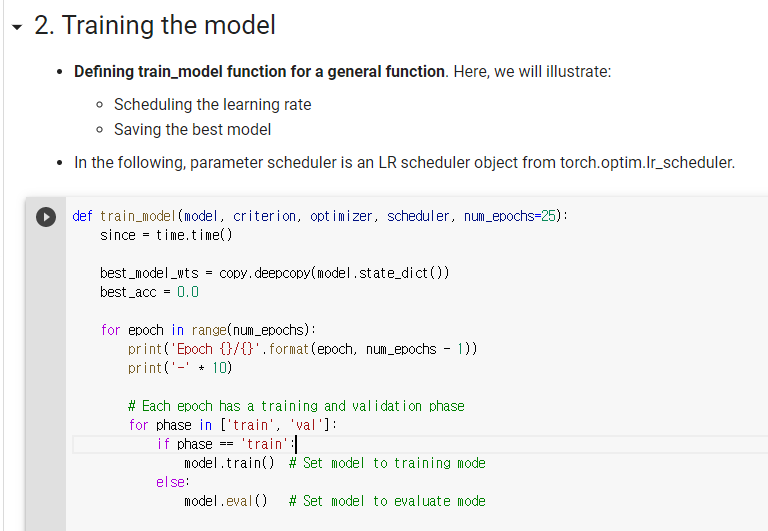 2. Training the model
Defining train_model function for a general function. Here, we will illustrate:
Scheduling the learning rate
Saving the best model
In the following, parameter scheduler is an LR scheduler object from torch.optim.lr_scheduler.
def train_model(model, criterion, optimizer, scheduler, num_epochs=25):
    since = time.time()
    best_model_wts = copy.deepcopy(model.state_dict())
    best_acc = 0.0
    for epoch in range(num_epochs):
        print('Epoch {}/{}'.format(epoch, num_epochs - 1))
        print('-' * 10)
        # Each epoch has a training and validation phase
        for phase in ['train', 'val']:
            if phase == 'train':
                model.train()  # Set model to training mode
            else:
                model.eval()   # Set model to evaluate mode